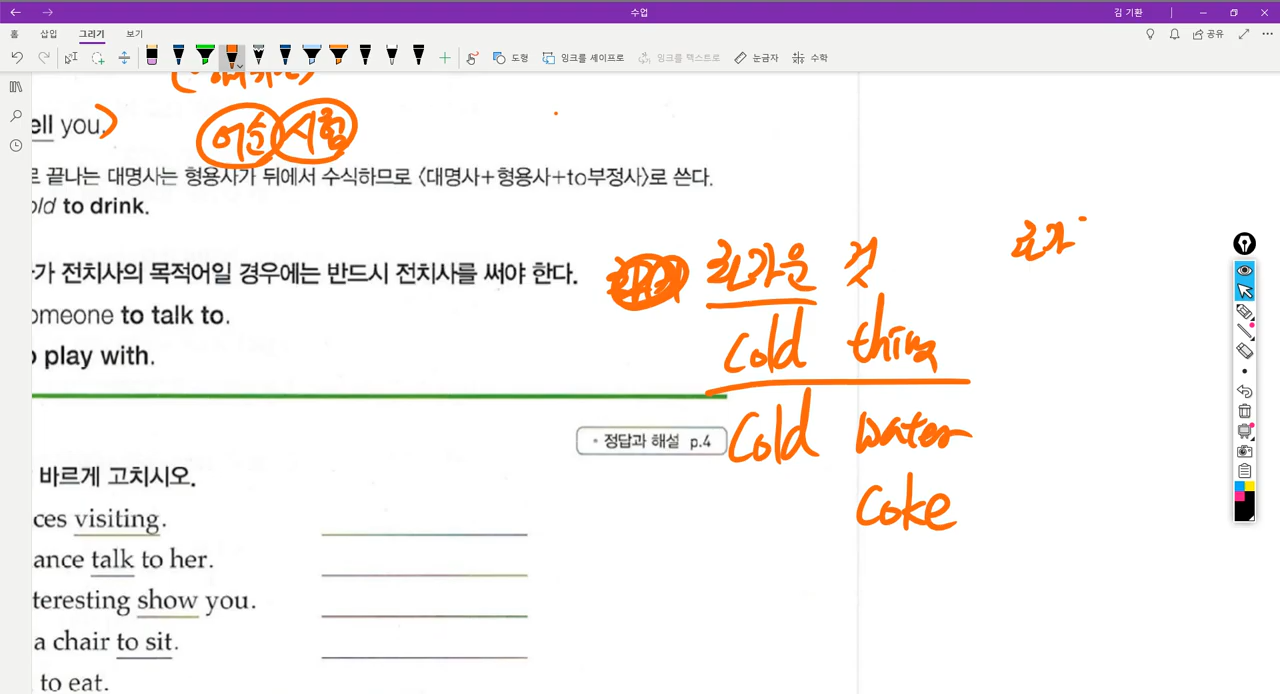 수업
김 기환
홈 삽입 그리기 보기
공유
도형 잉크를 셰이프로 잉크를 텍스트로 눈금자 수학
ell you,)
어순 시험
로 끝나는 대명사는 형용사가 뒤에서 수식하므로 〈대명사+형용사+to부정사〉로 쓴다.
old to drink.
가 전치사의 목적어일 경우에는 반드시 전치사를 써야 한다.
차가운 것
차가
omeone to talk to.
cold thing
o play with.
• 정답과 해설 p.4
cold water
coke
바르게 고치시오.
ces visiting.
ance talk to her.
teresting show you.
a chair to sit.
to eat.